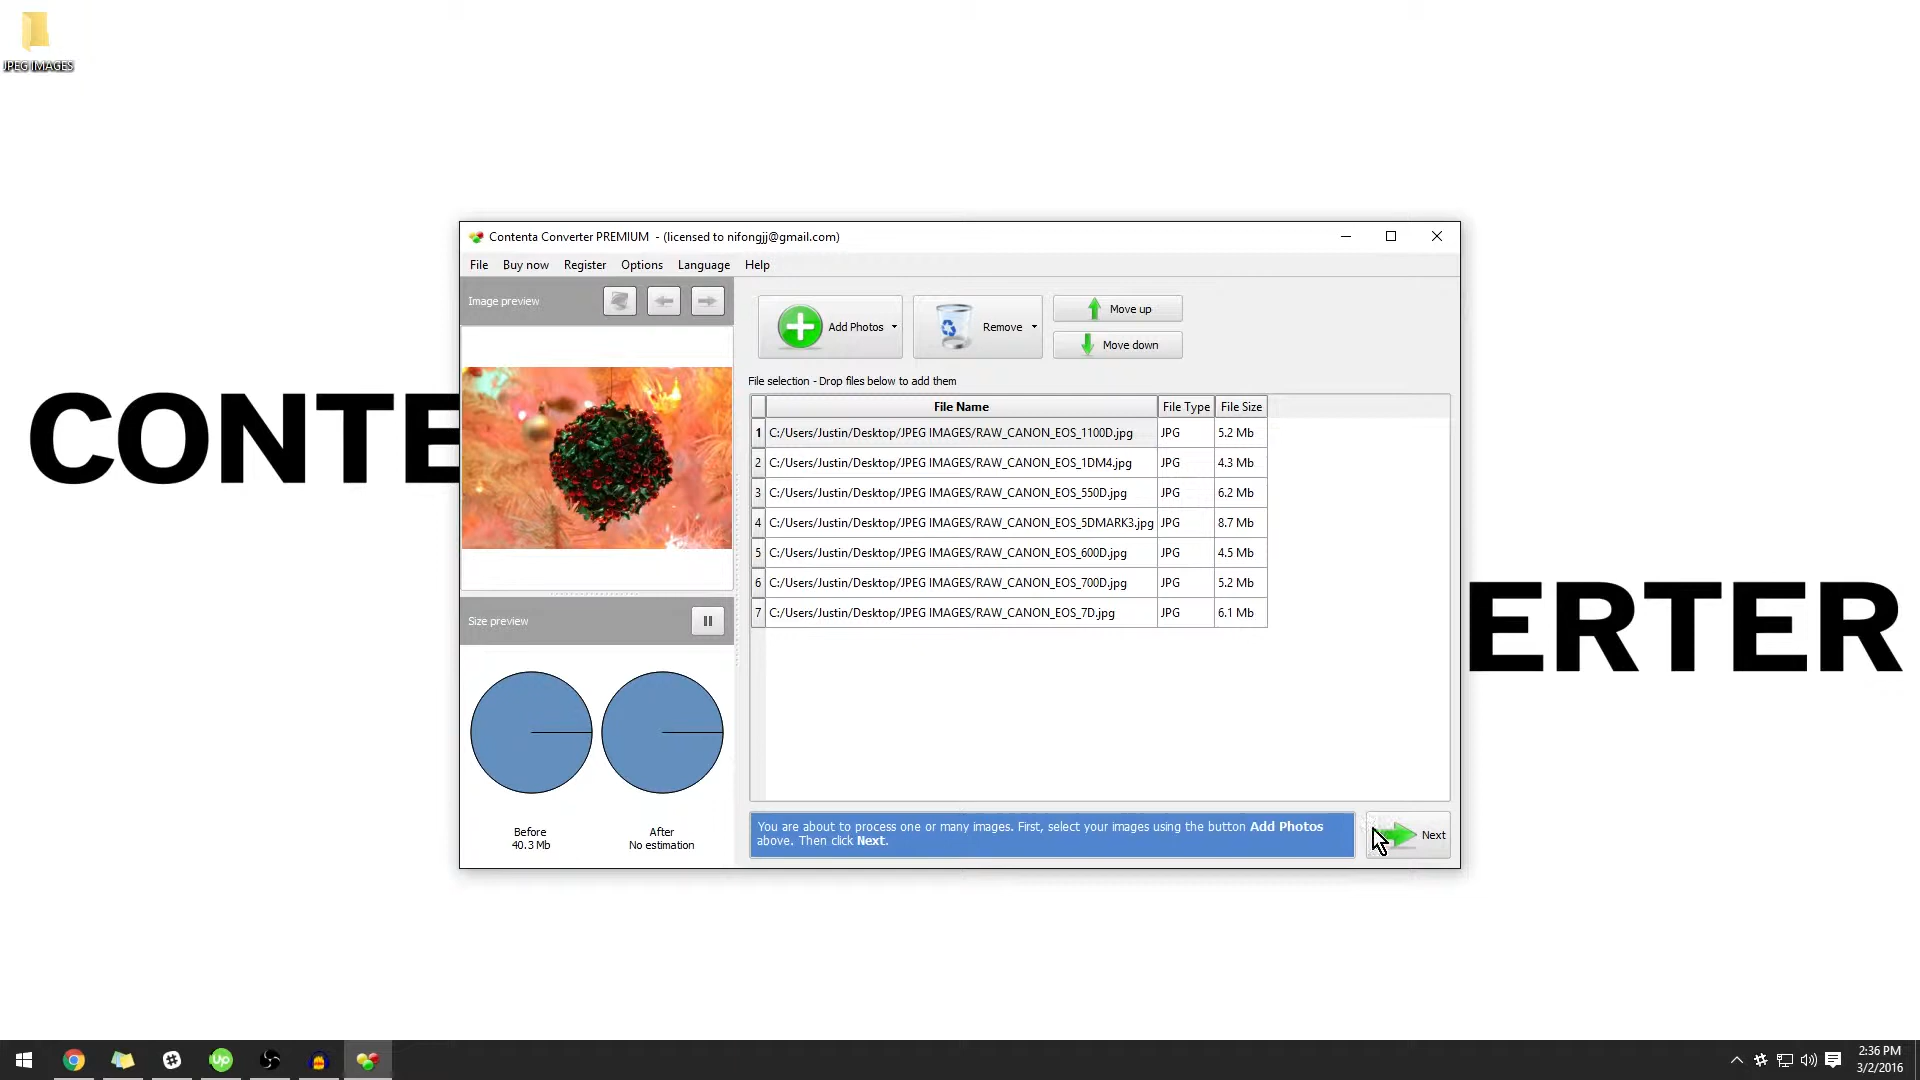 JPEG IMAGES
CONTE
ERTER
Contenta Converter PREMIUM - (licensed to nifongjj@gmail.com)
File Buy now Register Options Language Help
Image preview
Add Photos
Remove
Move up
Move down
File selection - Drop files below to add them
File Name File Type File Size
1 C:/Users/Justin/Desktop/JPEG IMAGES/RAW_CANON_EOS_1100D.jpg JPG 5.2 Mb
2 C:/Users/Justin/Desktop/JPEG IMAGES/RAW_CANON_EOS_1DM4.jpg JPG 4.3 Mb
3 C:/Users/Justin/Desktop/JPEG IMAGES/RAW_CANON_EOS_550D.jpg JPG 6.2 Mb
4 C:/Users/Justin/Desktop/JPEG IMAGES/RAW_CANON_EOS_5DMARK3.jpg JPG 8.7 Mb
5 C:/Users/Justin/Desktop/JPEG IMAGES/RAW_CANON_EOS_600D.jpg JPG 4.5 Mb
6 C:/Users/Justin/Desktop/JPEG IMAGES/RAW_CANON_EOS_700D.jpg JPG 5.2 Mb
7 C:/Users/Justin/Desktop/JPEG IMAGES/RAW_CANON_EOS_7D.jpg JPG 6.1 Mb
Size preview
Before
40.3 Mb
After
No estimation
You are about to process one or many images. First, select your images using the button Add Photos
above. Then click Next.
Next
Up
2:36 PM
3/2/2016